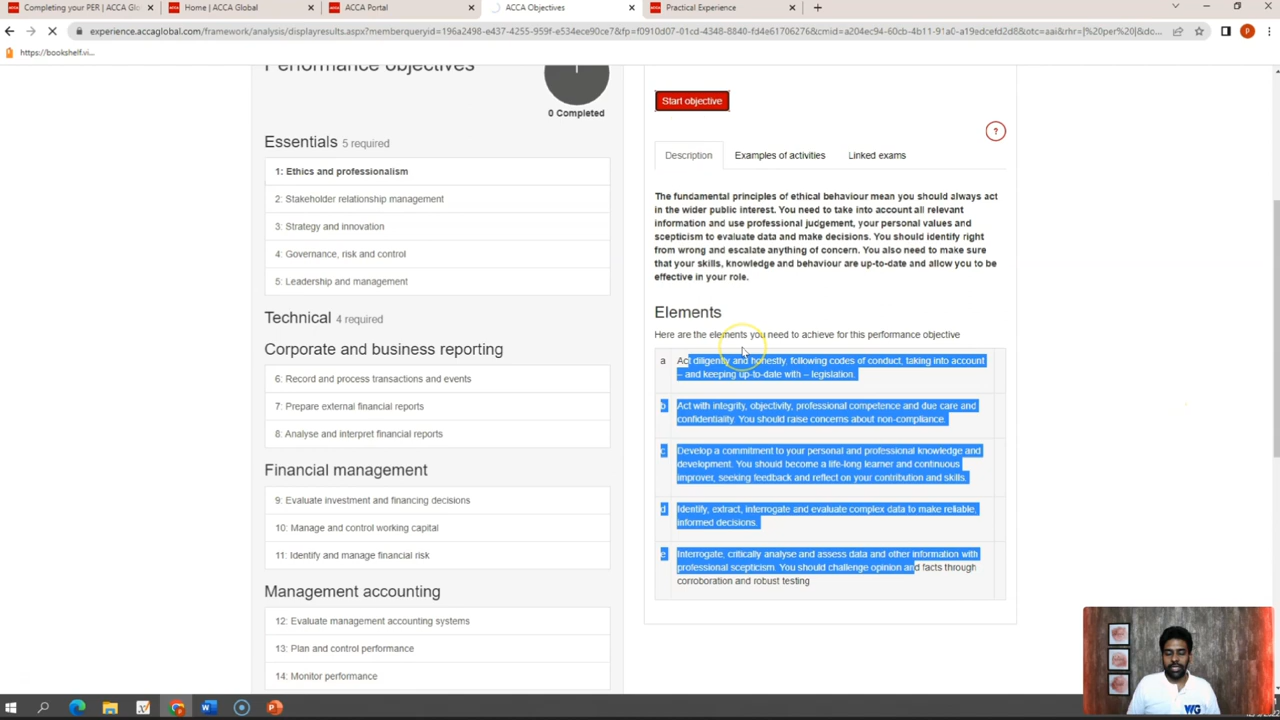 Completing your PER | ACCA Glo
Home | ACCA Global
ACCA Portal
ACCA Objectives
Practical Experience
experience.accaglobal.com/framework/analysis/displayresults.aspx?memberqueryid=196a2498-e437-4255-959f-e534ece90ce7&fp=f0910d07-01cd-4348-8840-fd4e61706276&cmid=a204ec94-60cb-4b11-91a0-a19edcefd2d8&otc=aai&rhr=|%20per%20|&do...
https://bookshelf.vi...
Performance objectives
0 Completed
Essentials 5 required
1: Ethics and professionalism
2: Stakeholder relationship management
3: Strategy and innovation
4: Governance, risk and control
5: Leadership and management
Technical 4 required
Corporate and business reporting
6: Record and process transactions and events
7: Prepare external financial reports
8: Analyse and interpret financial reports
Financial management
9: Evaluate investment and financing decisions
10: Manage and control working capital
11: Identify and manage financial risk
Management accounting
12: Evaluate management accounting systems
13: Plan and control performance
14: Monitor performance
Start objective
?
Description Examples of activities Linked exams
The fundamental principles of ethical behaviour mean you should always act
in the wider public interest. You need to take into account all relevant
information and use professional judgement, your personal values and
scepticism to evaluate data and make decisions. You should identify right
from wrong and escalate anything of concern. You also need to make sure
that your skills, knowledge and behaviour are up-to-date and allow you to be
effective in your role.
Elements
Here are the elements you need to achieve for this performance objective
a Act diligently and honestly, following codes of conduct, taking into account
– and keeping up-to-date with – legislation.
b Act with integrity, objectivity, professional competence and due care and
confidentiality. You should raise concerns about non-compliance.
c Develop a commitment to your personal and professional knowledge and
development. You should become a life-long learner and continuous
improver, seeking feedback and reflect on your contribution and skills.
d Identify, extract, interrogate and evaluate complex data to make reliable,
informed decisions.
e Interrogate, critically analyse and assess data and other information with
professional scepticism. You should challenge opinion and facts through
corroboration and robust testing